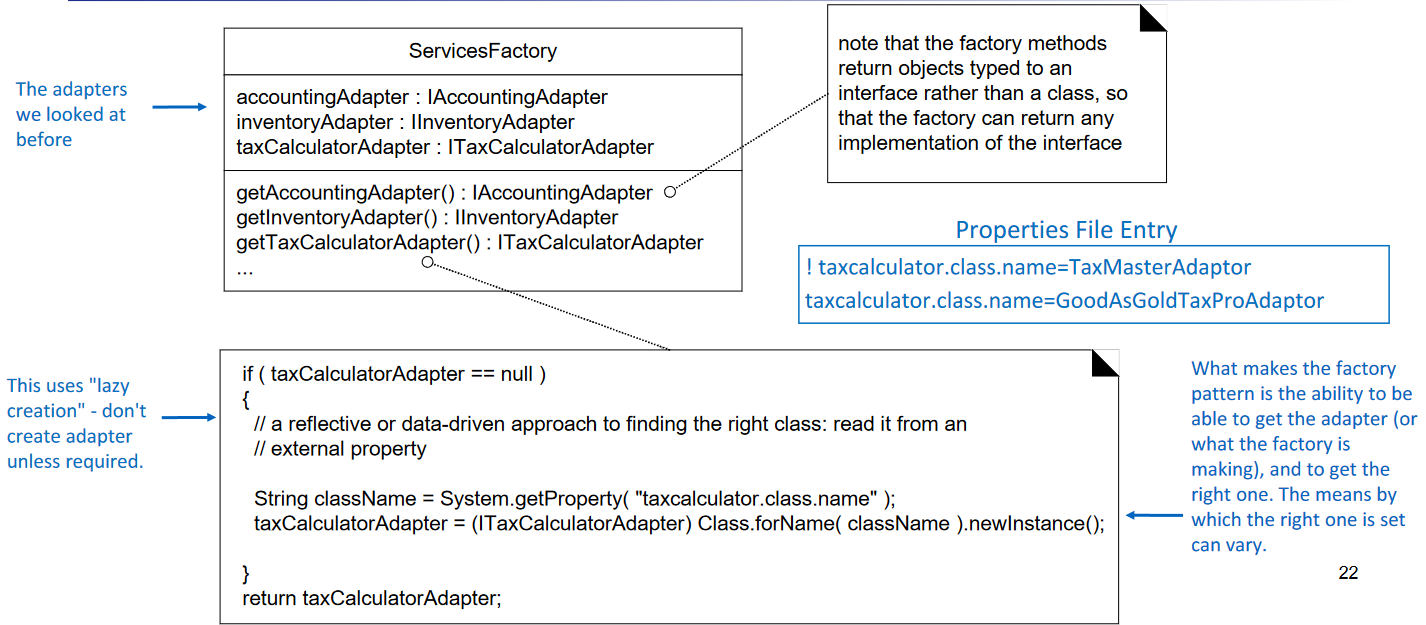 ServicesFactory
accountingAdapter : IAccountingAdapter
inventoryAdapter : IInventoryAdapter
taxCalculatorAdapter : ITaxCalculatorAdapter
getAccountingAdapter() : IAccountingAdapter
getInventoryAdapter() : IInventoryAdapter
getTaxCalculatorAdapter() : ITaxCalculatorAdapter
...
The adapters
we looked at
before
note that the factory methods
return objects typed to an
interface rather than a class, so
that the factory can return any
implementation of the interface
Properties File Entry
! taxcalculator.class.name=TaxMasterAdaptor
taxcalculator.class.name=GoodAsGoldTaxProAdaptor
This uses "lazy
creation" - don't
create adapter
unless required.
if ( taxCalculatorAdapter == null )
{
// a reflective or data-driven approach to finding the right class: read it from an
// external property
String className = System.getProperty( "taxcalculator.class.name" );
taxCalculatorAdapter = (ITaxCalculatorAdapter) Class.forName( className ).newInstance();
}
return taxCalculatorAdapter;
What makes the factory
pattern is the ability to be
able to get the adapter (or
what the factory is
making), and to get the
right one. The means by
which the right one is set
can vary.
22